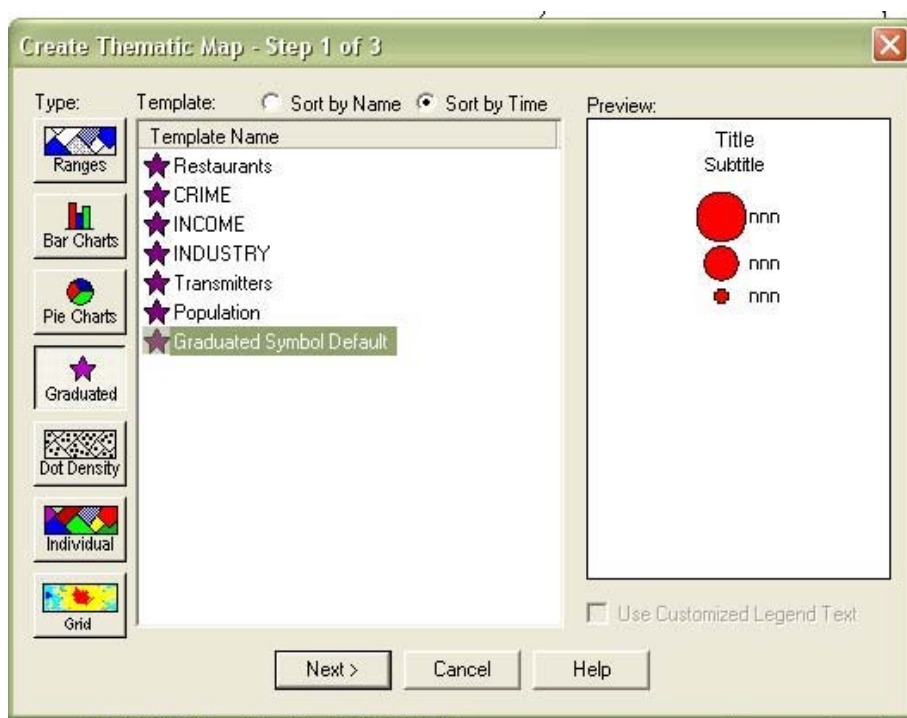 Create Thematic Map - Step 1 of 3
Type:
Template:
Sort by Name
Sort by Time
Preview:
Ranges
Bar Charts
Pie Charts
Graduated
Dot Density
Individual
Grid
Template Name
Restaurants
CRIME
INCOME
INDUSTRY
Transmitters
Population
Graduated Symbol Default
Title
Subtitle
nnn
nnn
nnn
Use Customized Legend Text
Next >
Cancel
Help